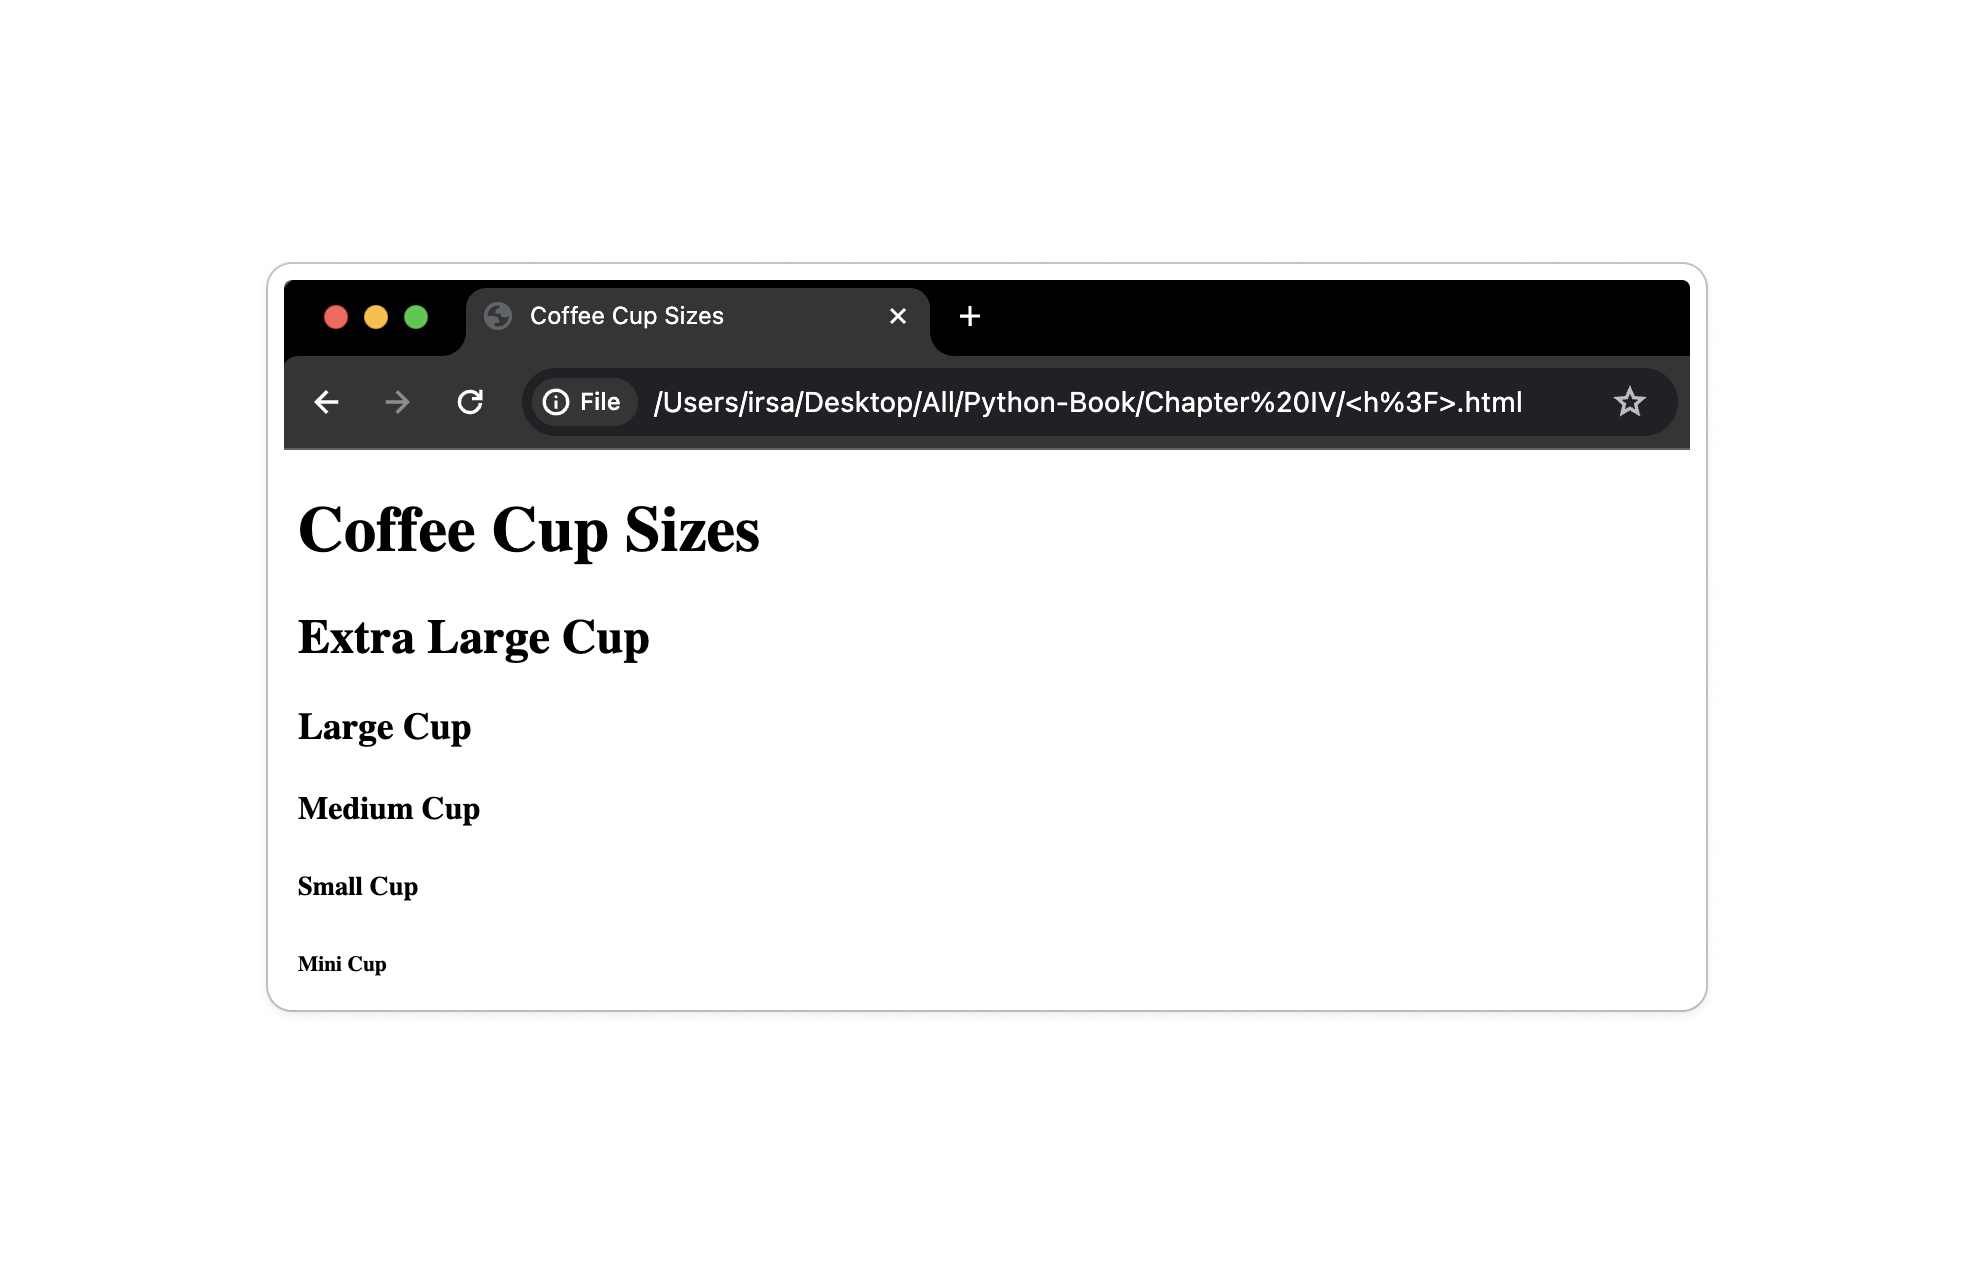 Coffee Cup Sizes
File /Users/irsa/Desktop/All/Python-Book/Chapter%20IV/<h%3F>.html
Coffee Cup Sizes
Extra Large Cup
Large Cup
Medium Cup
Small Cup
Mini Cup